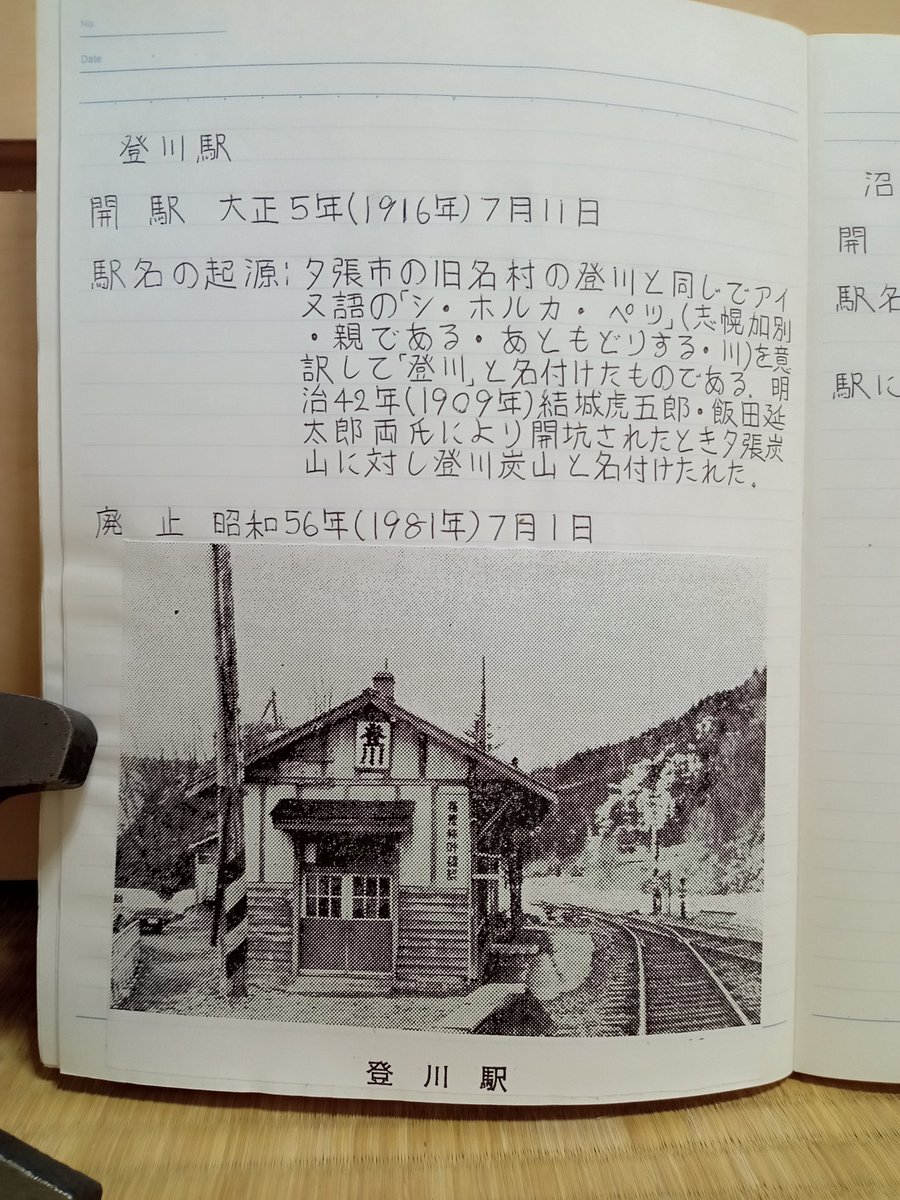 No.
Date
登川駅
開 駅 大正5年(1916年)7月11日
駅名の起源:夕張市の旧名村の登川と同じでアイ
ヌ語の「シ・ホルカ・ペツ」(志幌加別
・親である・あともどりする・川)を意
訳して「登川」と名付けたものである.明
治42年(1909年)結城虎五郎・飯田延
太郎両氏により開坑されたとき夕張炭
山に対し登川炭山と名付けたれた.
廃 止 昭和56年(1981年)7月1日
登川
登 川 駅
沼
開
駅名
駅に